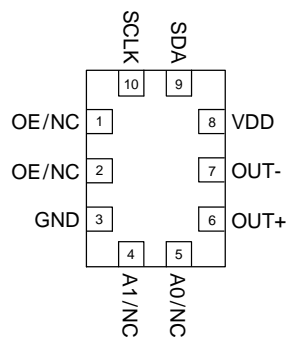 SCLK
SDA
10
9
OE/NC 1
8 VDD
OE/NC 2
7 OUT-
GND 3
6 OUT+
4
5
A1/NC
A0/NC